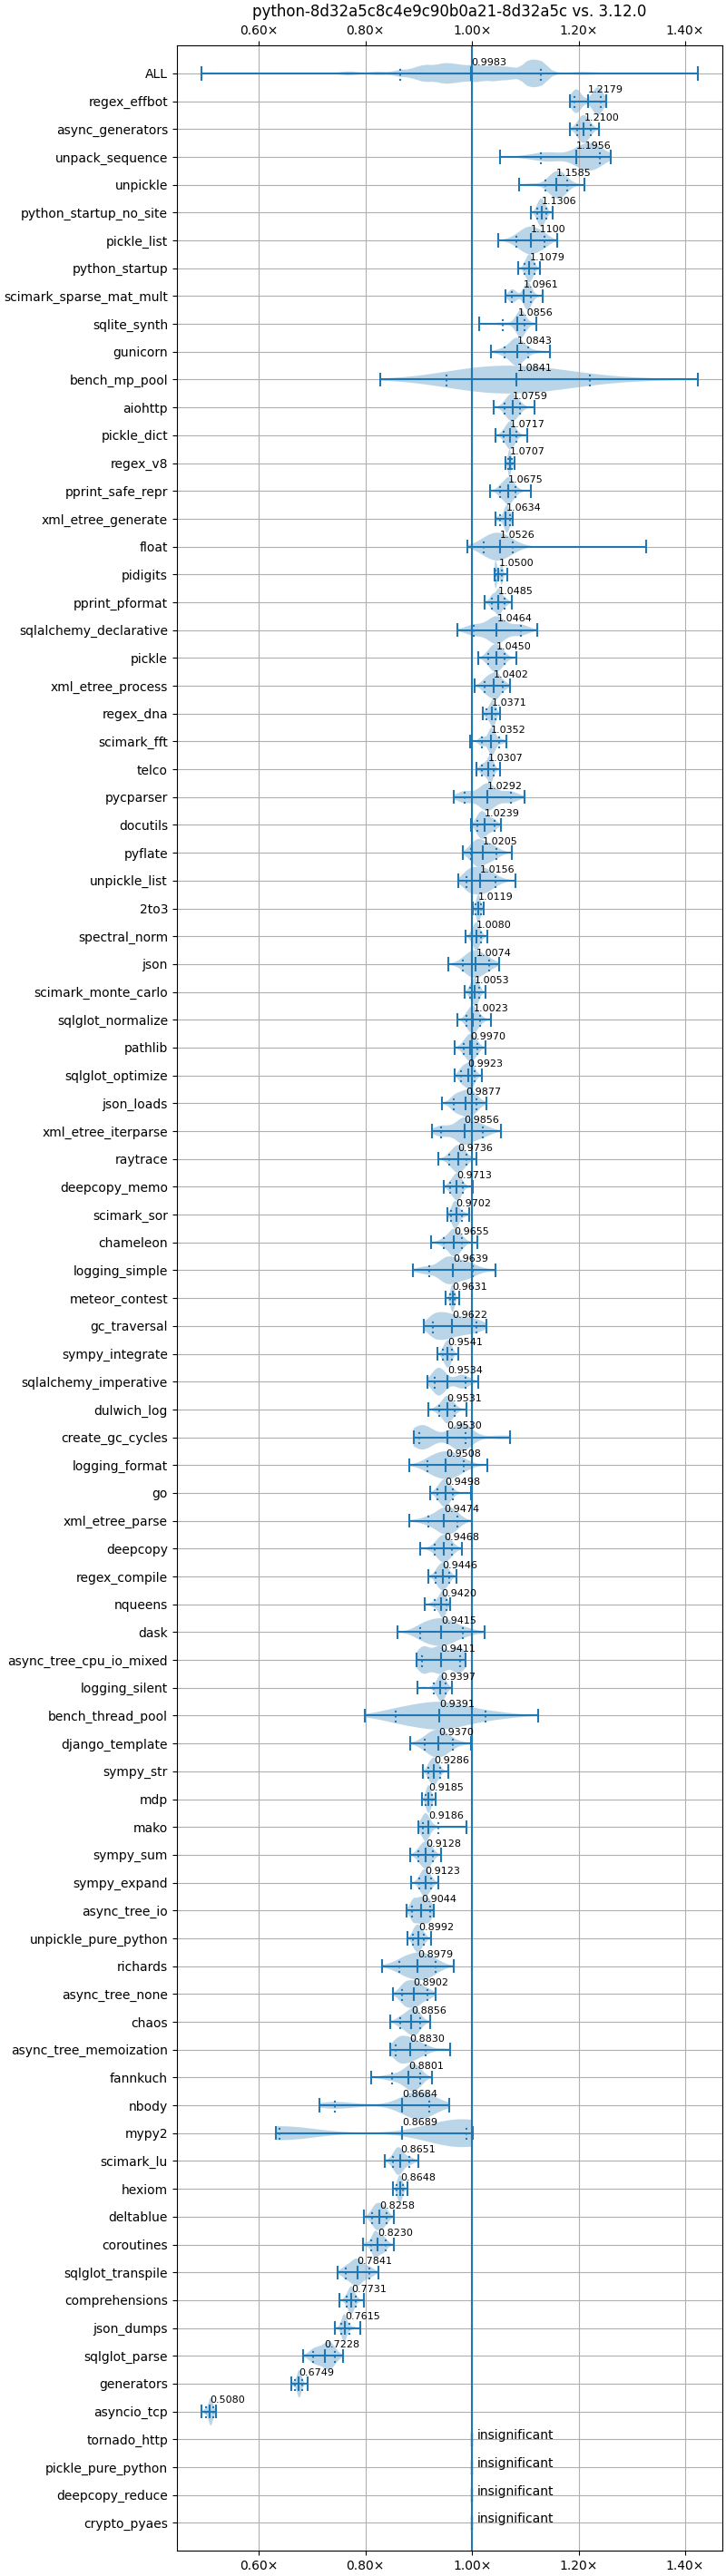 python-8d32a5c8c4e9c90b0a21-8d32a5c vs. 3.12.0
0.60× 0.80× 1.00× 1.20× 1.40×
ALL 0.9983
regex_effbot 1.2179
async_generators 1.2100
unpack_sequence 1.1956
unpickle 1.1585
python_startup_no_site 1.1306
pickle_list 1.1100
python_startup 1.1079
scimark_sparse_mat_mult 1.0961
sqlite_synth 1.0856
gunicorn 1.0843
bench_mp_pool 1.0841
aiohttp 1.0759
pickle_dict 1.0717
regex_v8 1.0707
pprint_safe_repr 1.0675
xml_etree_generate 1.0634
float 1.0526
pidigits 1.0500
pprint_pformat 1.0485
sqlalchemy_declarative 1.0464
pickle 1.0450
xml_etree_process 1.0402
regex_dna 1.0371
scimark_fft 1.0352
telco 1.0307
pycparser 1.0292
docutils 1.0239
pyflate 1.0205
unpickle_list 1.0156
2to3 1.0119
spectral_norm 1.0080
json 1.0074
scimark_monte_carlo 1.0053
sqlglot_normalize 1.0023
pathlib 0.9970
sqlglot_optimize 0.9923
json_loads 0.9877
xml_etree_iterparse 0.9856
raytrace 0.9736
deepcopy_memo 0.9713
scimark_sor 0.9702
chameleon 0.9655
logging_simple 0.9639
meteor_contest 0.9631
gc_traversal 0.9622
sympy_integrate 0.9541
sqlalchemy_imperative 0.9534
dulwich_log 0.9531
create_gc_cycles 0.9530
logging_format 0.9508
go 0.9498
xml_etree_parse 0.9474
deepcopy 0.9468
regex_compile 0.9446
nqueens 0.9420
dask 0.9415
async_tree_cpu_io_mixed 0.9411
logging_silent 0.9397
bench_thread_pool 0.9391
django_template 0.9370
sympy_str 0.9286
mdp 0.9185
mako 0.9186
sympy_sum 0.9128
sympy_expand 0.9123
async_tree_io 0.9044
unpickle_pure_python 0.8992
richards 0.8979
async_tree_none 0.8902
chaos 0.8856
async_tree_memoization 0.8830
fannkuch 0.8801
nbody 0.8684
mypy2 0.8689
scimark_lu 0.8651
hexiom 0.8648
deltablue 0.8258
coroutines 0.8230
sqlglot_transpile 0.7841
comprehensions 0.7731
json_dumps 0.7615
sqlglot_parse 0.7228
generators 0.6749
asyncio_tcp 0.5080
tornado_http insignificant
pickle_pure_python insignificant
deepcopy_reduce insignificant
crypto_pyaes insignificant
0.60× 0.80× 1.00× 1.20× 1.40×